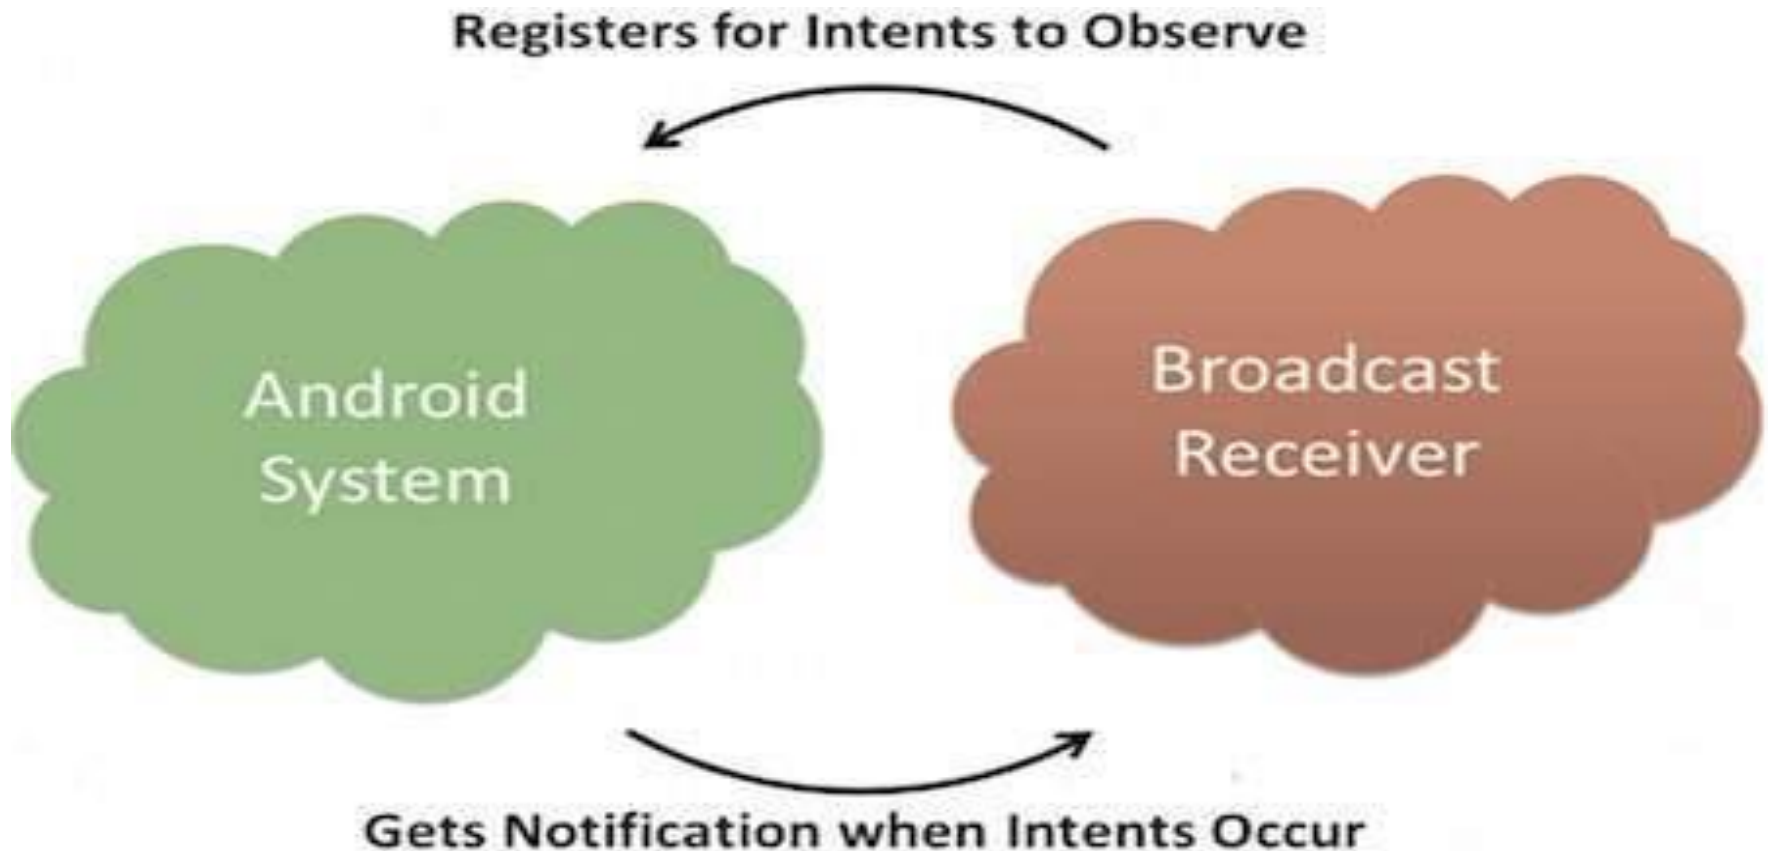 Registers for Intents to Observe
Android
System
Broadcast
Receiver
Gets Notification when Intents Occur